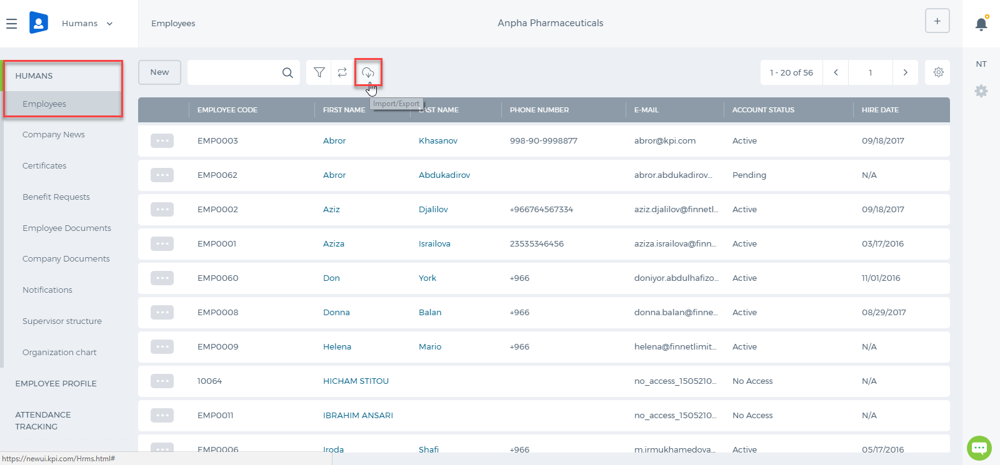 Humans
Employees
Anpha Pharmaceuticals
+
NT
HUMANS
Employees
Company News
Certificates
Benefit Requests
Employee Documents
Company Documents
Notifications
Supervisor structure
Organization chart
EMPLOYEE PROFILE
ATTENDANCE
TRACKING
New
1 - 20 of 56
1
Import/Export
EMPLOYEE CODE FIRST NAME LAST NAME PHONE NUMBER E-MAIL ACCOUNT STATUS HIRE DATE
EMP0003 Abror Khasanov 998-90-9998877 abror@kpi.com Active 09/18/2017
EMP0062 Abror Abdukadirov abror.abdukadirov... Pending N/A
EMP0002 Aziz Djalilov +966764567334 aziz.djalilov@finnetl... Active 09/18/2017
EMP0001 Aziza Israilova 23535346456 aziza.israilova@finn... Active 03/17/2016
EMP0060 Don York +966 doniyor.abdulhafizo... Active 11/01/2016
EMP0008 Donna Balan +966 donna.balan@finne... Active 08/29/2017
EMP0009 Helena Mario +966 helena@finnetlimit... Active N/A
10064 HICHAM STITOU no_access_1505210... No Access N/A
EMP0011 IBRAHIM ANSARI no_access_1505210... No Access N/A
EMP0006 Iroda Shafi +966 m.irmukhamedova... Active 05/17/2016
https://newui.kpi.com/Hrms.html#